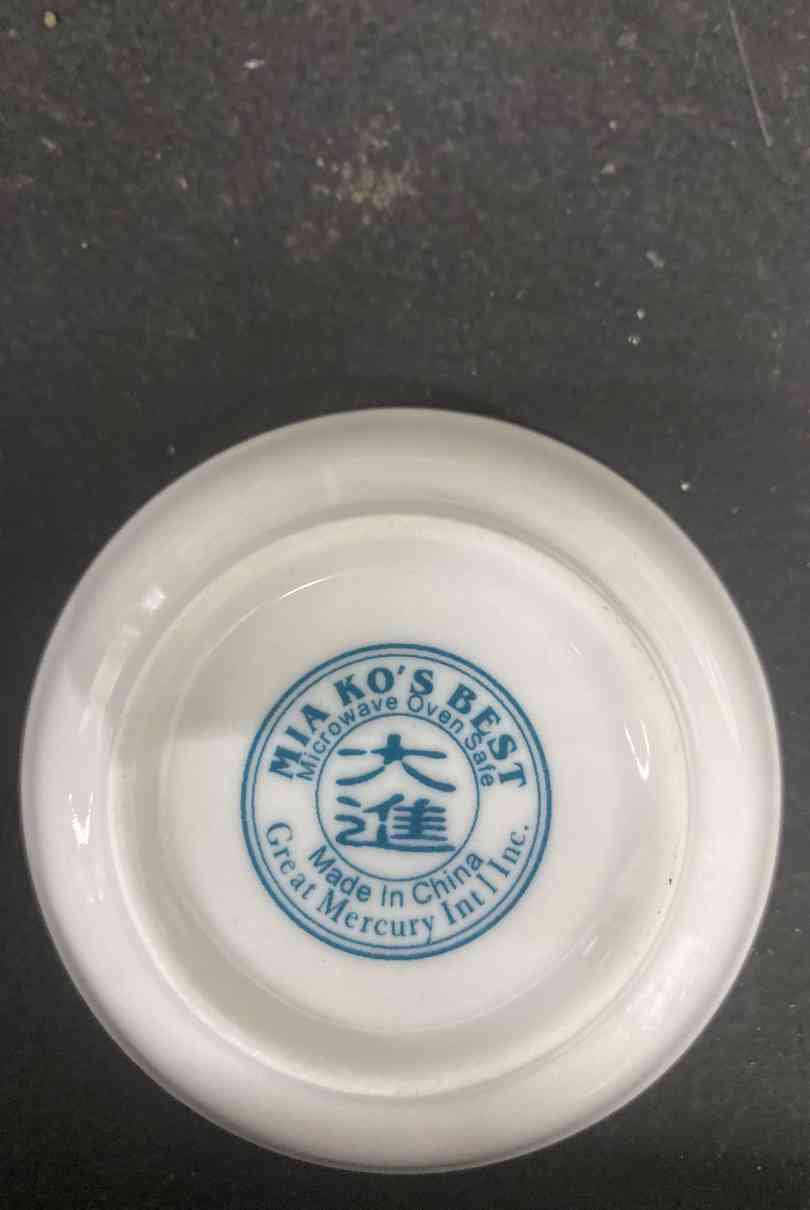 MIA KO'S BEST
Microwave Oven Safe
大
進
Made In China
Great Mercury Int'l Inc.